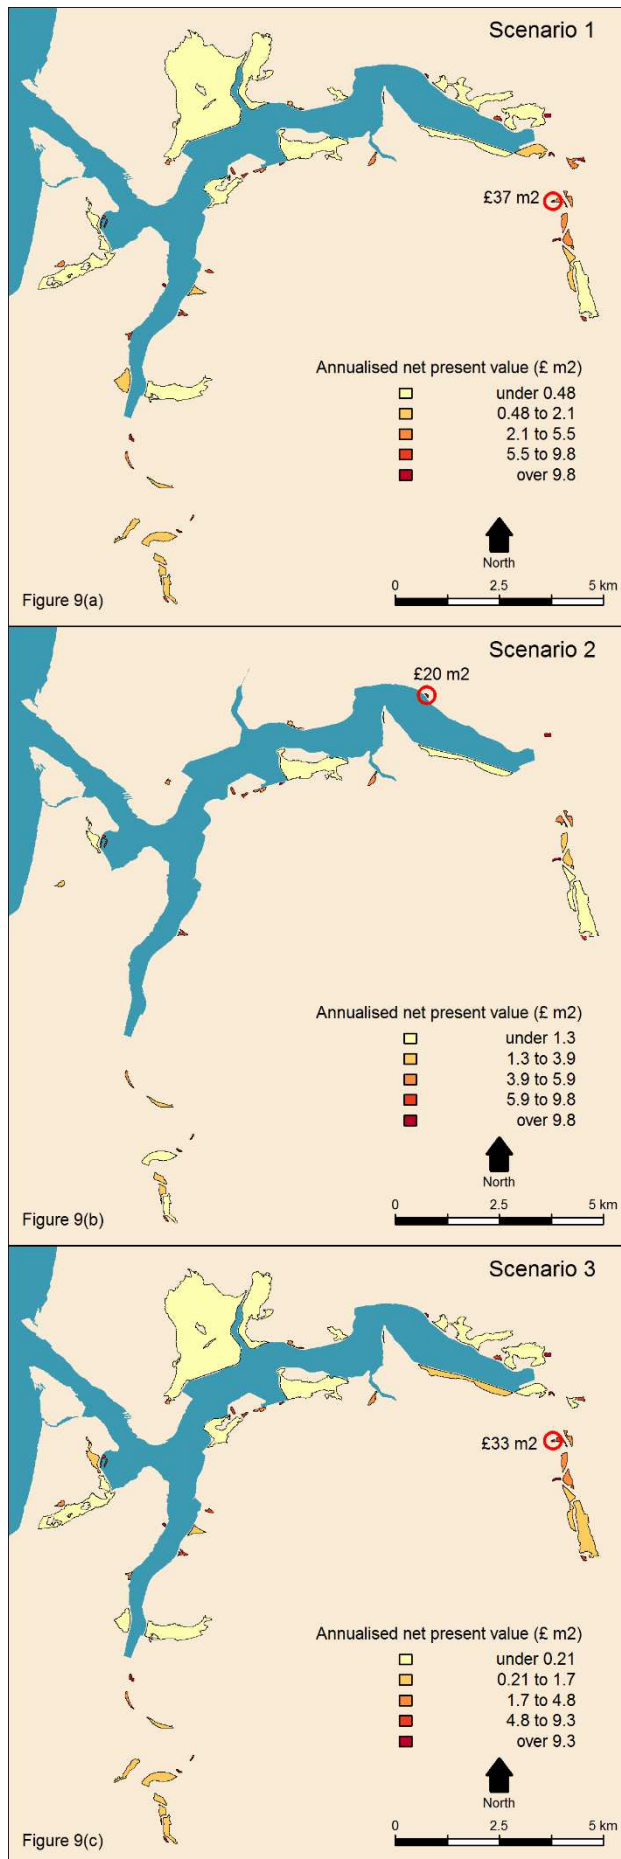 Scenario 1
£37 m2
Annualised net present value (£ m2)
under 0.48
0.48 to 2.1
2.1 to 5.5
5.5 to 9.8
over 9.8
North
0 2.5 5 km
Figure 9(a)
Scenario 2
£20 m2
Annualised net present value (£ m2)
under 1.3
1.3 to 3.9
3.9 to 5.9
5.9 to 9.8
over 9.8
North
0 2.5 5 km
Figure 9(b)
Scenario 3
£33 m2
Annualised net present value (£ m2)
under 0.21
0.21 to 1.7
1.7 to 4.8
4.8 to 9.3
over 9.3
North
0 2.5 5 km
Figure 9(c)